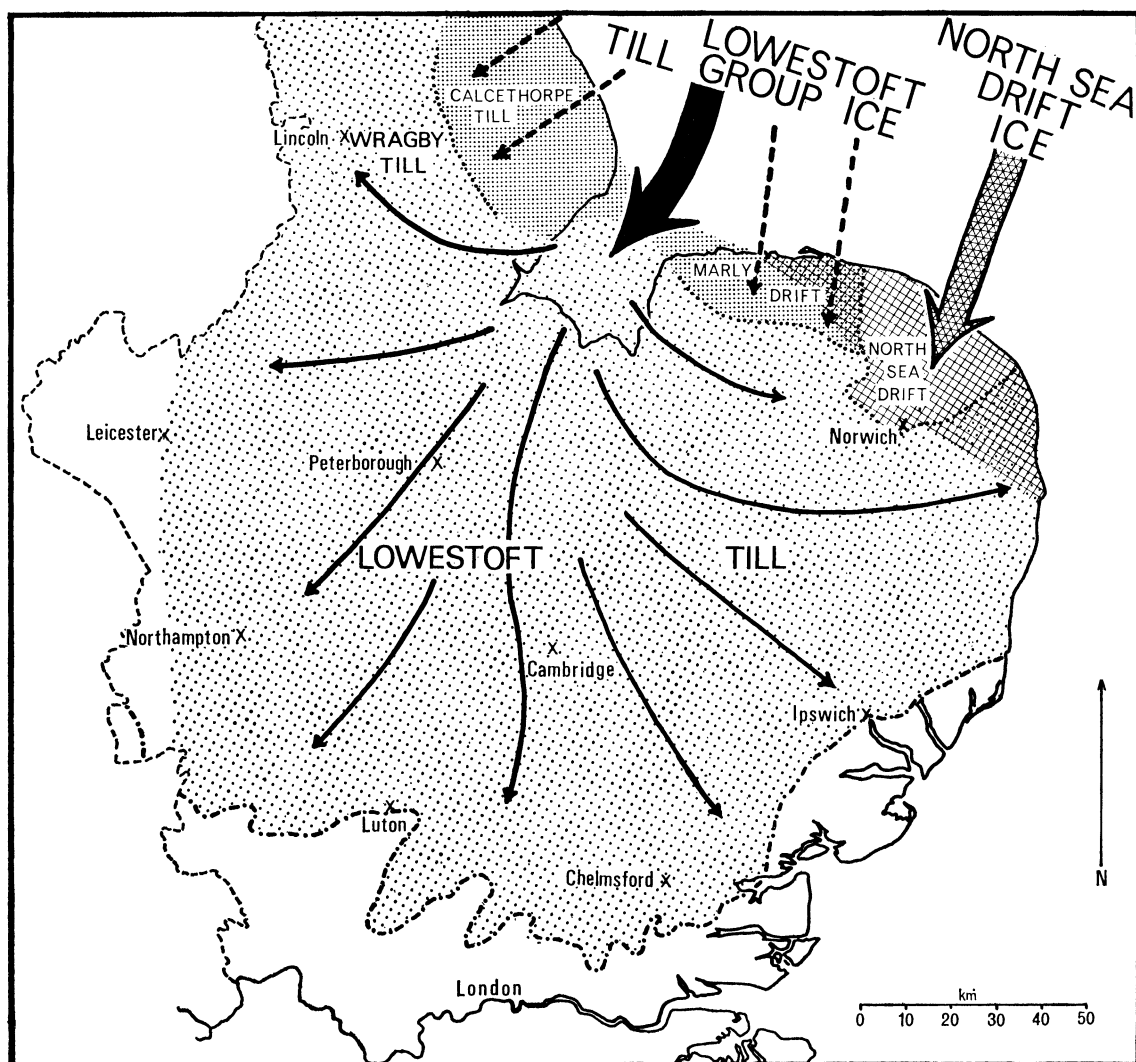 LOWESTOFT
TILL GROUP ICE
NORTH SEA
DRIFT
ICE
CALCETHORPE
TILL
Lincoln X
WRAGBY
TILL
MARLY
DRIFT
NORTH
SEA
DRIFT
Leicester X
Norwich X
Peterborough X
LOWESTOFT TILL
Northampton X
X
Cambridge
Ipswich X
X
Luton
Chelmsford X
London
N
km
0 10 20 30 40 50